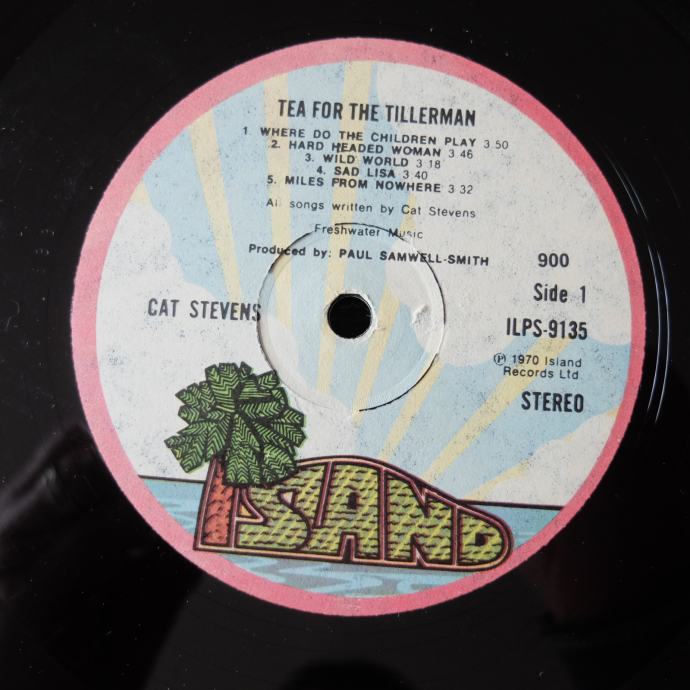 TEA FOR THE TILLERMAN
1. WHERE DO THE CHILDREN PLAY 3.50
2. HARD HEADED WOMAN 3.46
3. WILD WORLD 3 18
4. SAD LISA 3.40
5. MILES FROM NOWHERE 3 32
All songs written by Cat Stevens
Freshwater Music
Produced by: PAUL SAMWELL-SMITH
CAT STEVENS
900
Side 1
ILPS-9135
Ⓟ 1970 Island
Records Ltd
STEREO
ISLAND